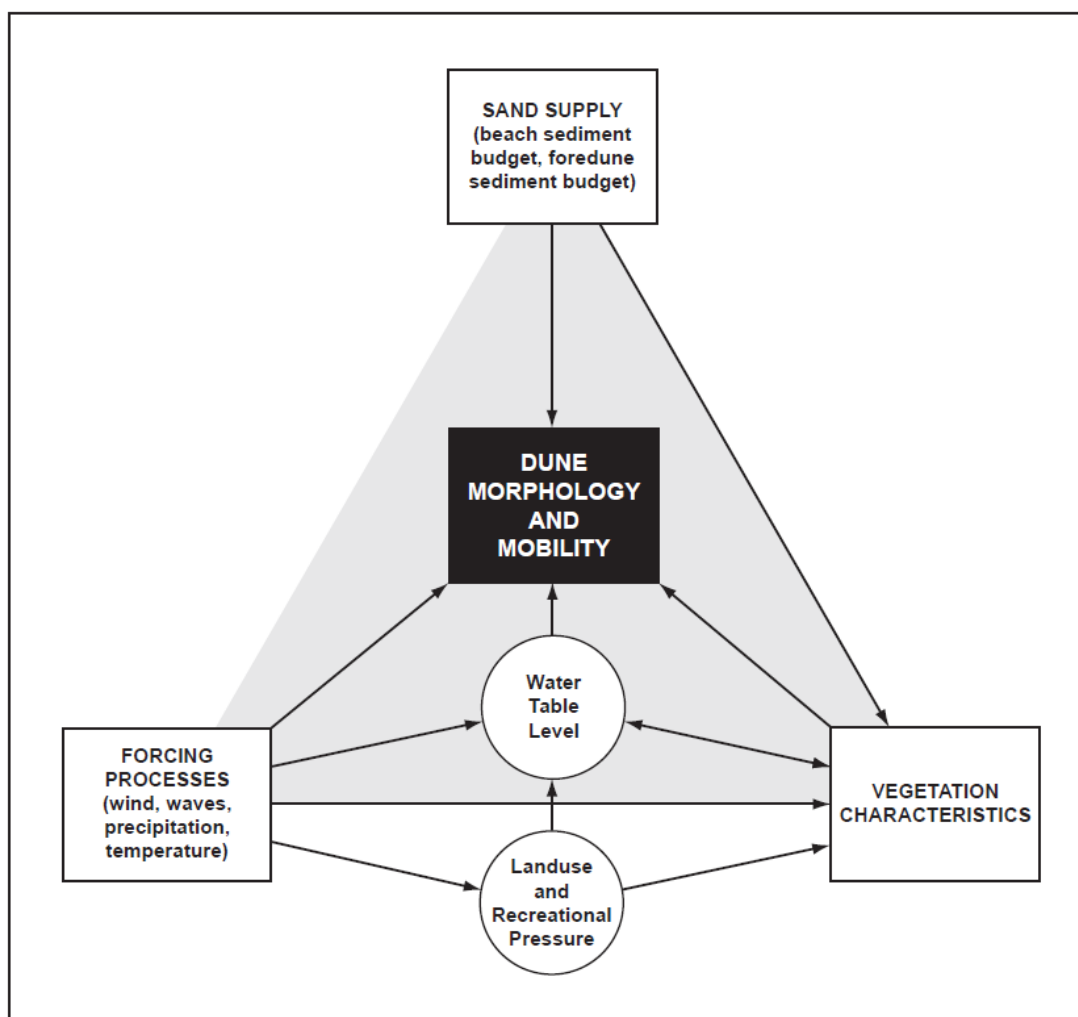 SAND SUPPLY
(beach sediment
budget, foredune
sediment budget)
DUNE
MORPHOLOGY
AND
MOBILITY
Water
Table
Level
FORCING
PROCESSES
(wind, waves,
precipitation,
temperature)
VEGETATION
CHARACTERISTICS
Landuse
and
Recreational
Pressure